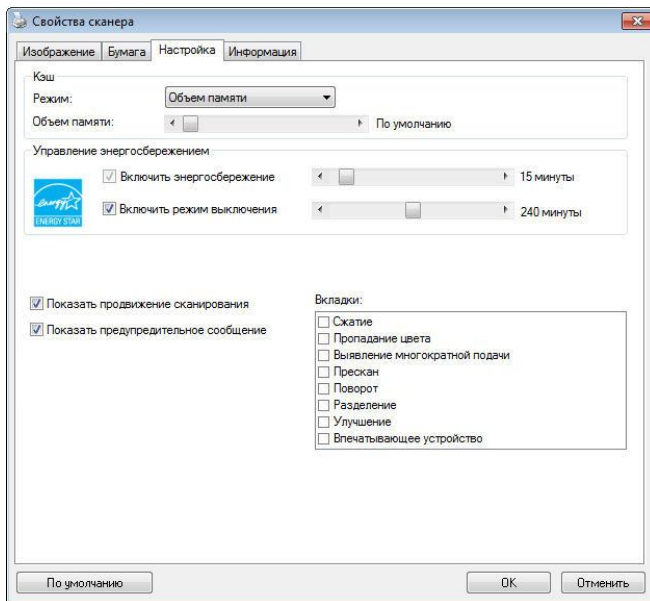 Свойства сканера
Изображение Бумага Настройка Информация
Кэш
Режим: Объем памяти
Объем памяти: По умолчанию
Управление энергосбережением
Включить энергосбережение 15 минуты
Включить режим выключения 240 минуты
energy
ENERGY STAR
Показать продвижение сканирования
Показать предупредительное сообщение
Вкладки:
Сжатие
Пропадание цвета
Выявление многократной подачи
Прескан
Поворот
Разделение
Улучшение
Впечатывающее устройство
По умолчанию OK Отменить